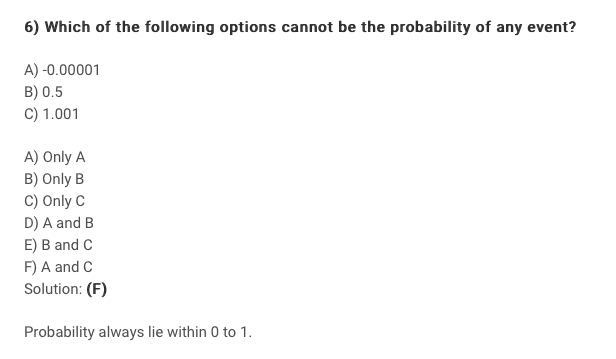 6) Which of the following options cannot be the probability of any event?
A) -0.00001
B) 0.5
C) 1.001
A) Only A
B) Only B
C) Only C
D) A and B
E) B and C
F) A and C
Solution: (F)
Probability always lie within 0 to 1.